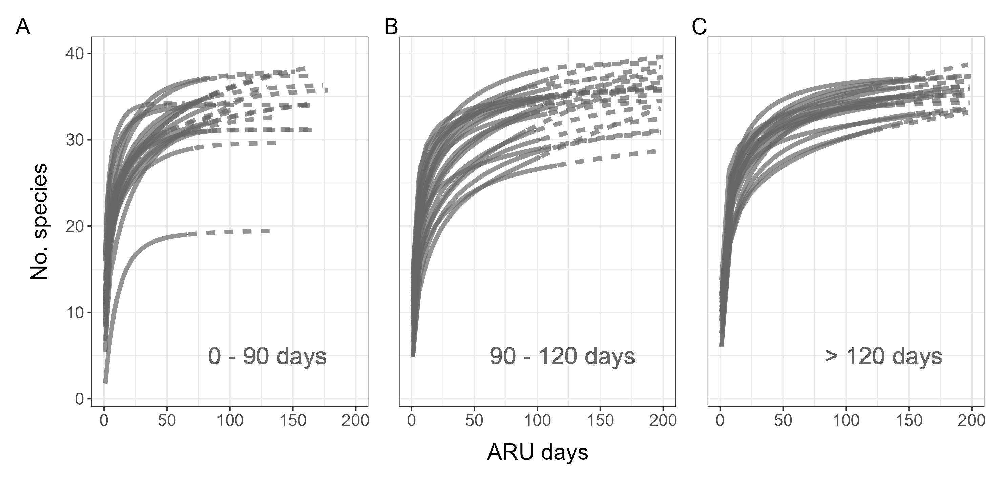 A
B
C
No. species
40
30
20
10
0
0 - 90 days
90 - 120 days
> 120 days
0 50 100 150 200
0 50 100 150 200
0 50 100 150 200
ARU days